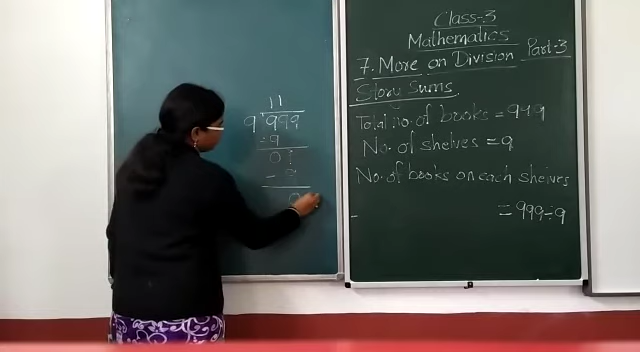 11
9 999
- 9
09
- 9
0
Class-3
Mathematics
7. More on Division Part-3
Story Sums
Total no. of books = 999
No. of shelves = 9
No. of books on each shelves
= 999÷9